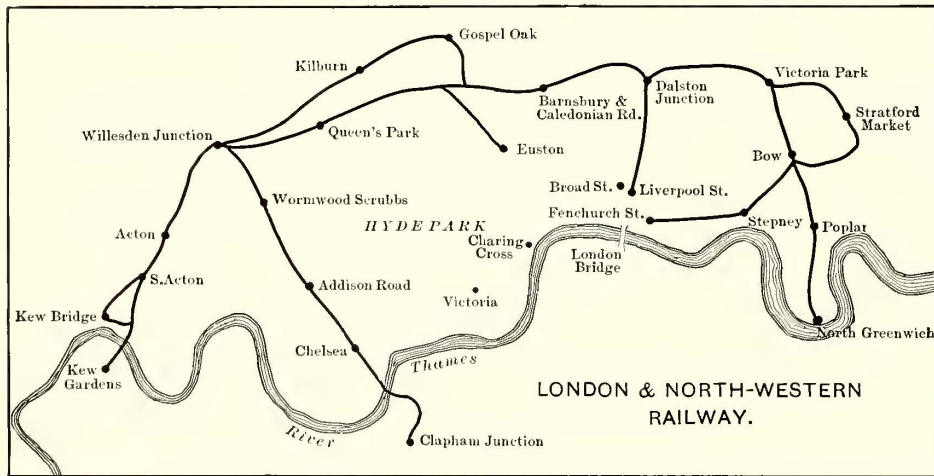 Gospel Oak
Kilburn
Victoria Park
Barnsbury &
Caledonian Rd.
Dalston
Junction
Stratford
Market
Willesden Junction
Queen's Park
Euston
Bow
Broad St.
Liverpool St.
Wormwood Scrubbs
HYDE PARK
Fenchurch St.
Stepney
Poplar
Acton
Charing
Cross
London
Bridge
S. Acton
Addison Road
Victoria
Kew Bridge
North Greenwich
Chelsea
Thames
Kew
Gardens
LONDON & NORTH-WESTERN
RAILWAY.
River
Clapham Junction